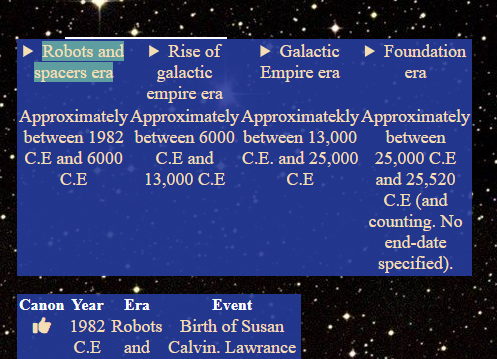 ▶ Robots and spacers era
▶ Rise of galactic empire era
▶ Galactic Empire era
▶ Foundation era
Approximately between 1982 C.E and 6000 C.E
Approximately between 6000 C.E and 13,000 C.E
Approximatekly between 13,000 C.E. and 25,000 C.E
Approximately between 25,000 C.E and 25,520 C.E (and counting. No end-date specified).
Canon Year Era Event
1982 Robots Birth of Susan
C.E and Calvin. Lawrance